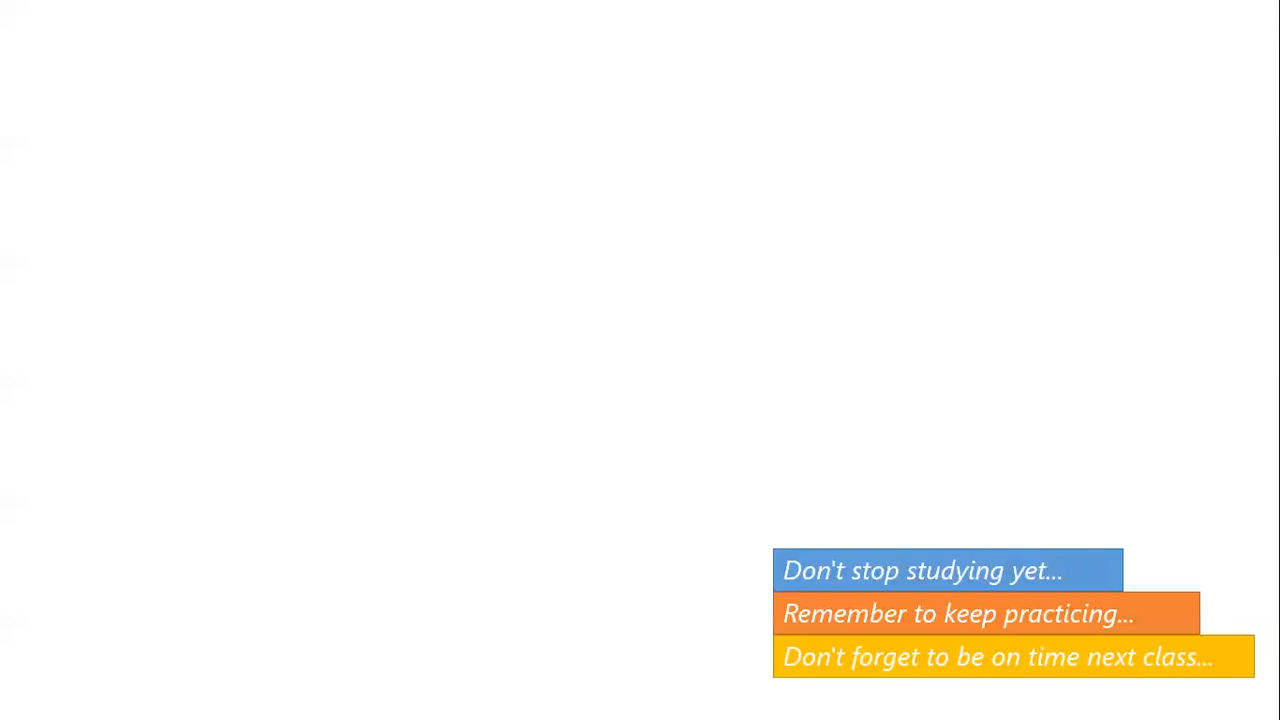 Don't stop studying yet...
Remember to keep practicing...
Don't forget to be on time next class...